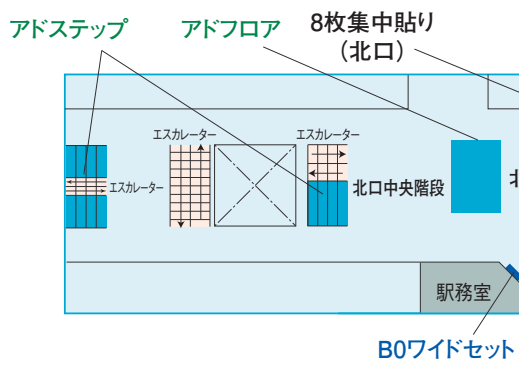 アドステップ
アドフロア
8枚集中貼り
(北口)
エスカレーター
エスカレーター
エスカレーター
北口中央階段
北
駅務室
B0ワイドセット